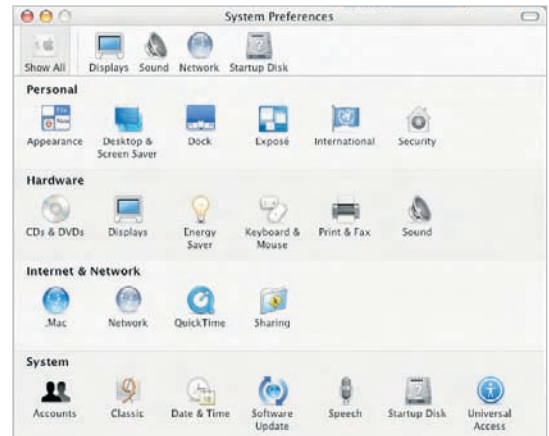 System Preferences
Show All Displays Sound Network Startup Disk
Personal
Appearance Desktop & Screen Saver Dock Exposé International Security
Hardware
CDs & DVDs Displays Energy Saver Keyboard & Mouse Print & Fax Sound
Internet & Network
.Mac Network QuickTime Sharing
System
Accounts Classic Date & Time Software Update Speech Startup Disk Universal Access